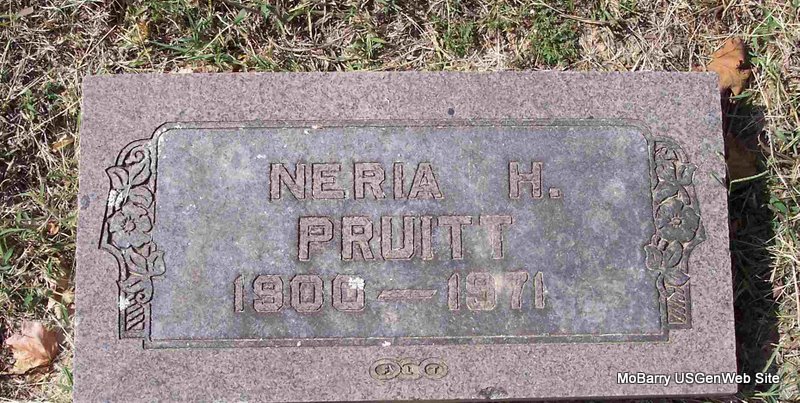 NERIA H.
PRUITT
1900—1971
F L T
MoBarry USGenWeb Site